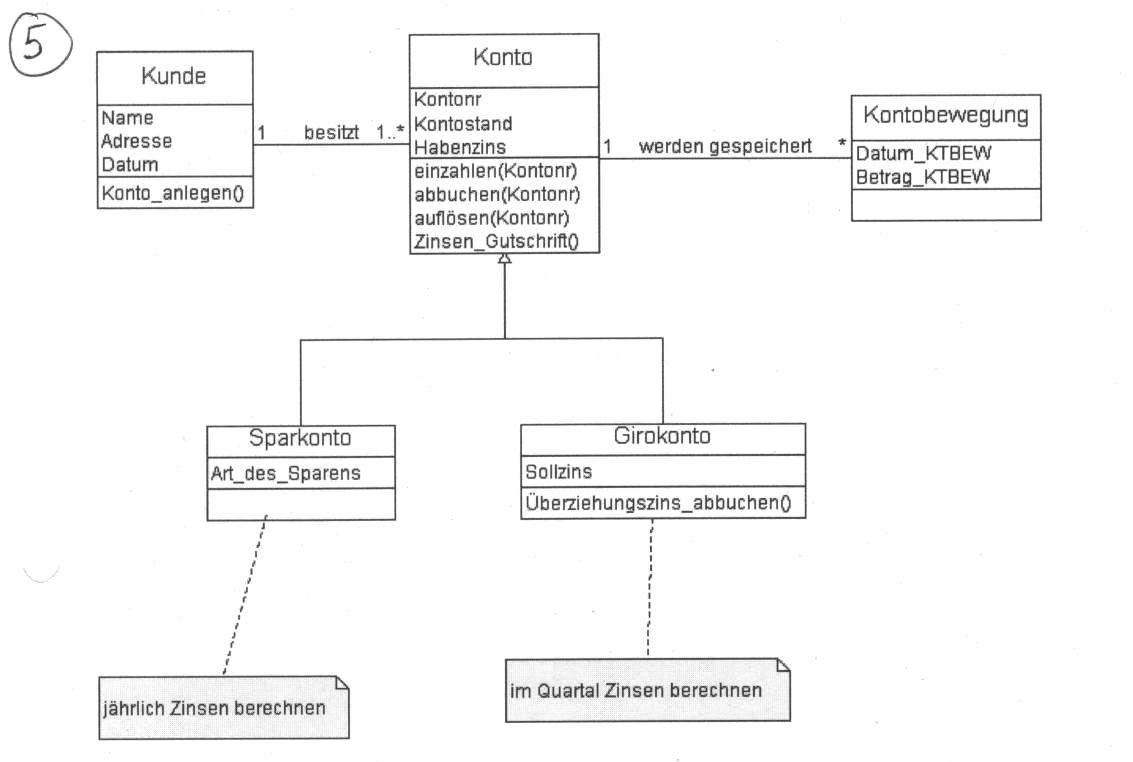 5
Kunde
Name
Adresse
Datum
Konto_anlegen()
1 besitzt 1..*
Konto
Kontonr
Kontostand
Habenzins
einzahlen(Kontonr)
abbuchen(Kontonr)
auflösen(Kontonr)
Zinsen_Gutschrift()
1 werden gespeichert *
Kontobewegung
Datum_KTBEW
Betrag_KTBEW
Sparkonto
Art_des_Sparens
Girokonto
Sollzins
Überziehungszins_abbuchen()
jährlich Zinsen berechnen
im Quartal Zinsen berechnen